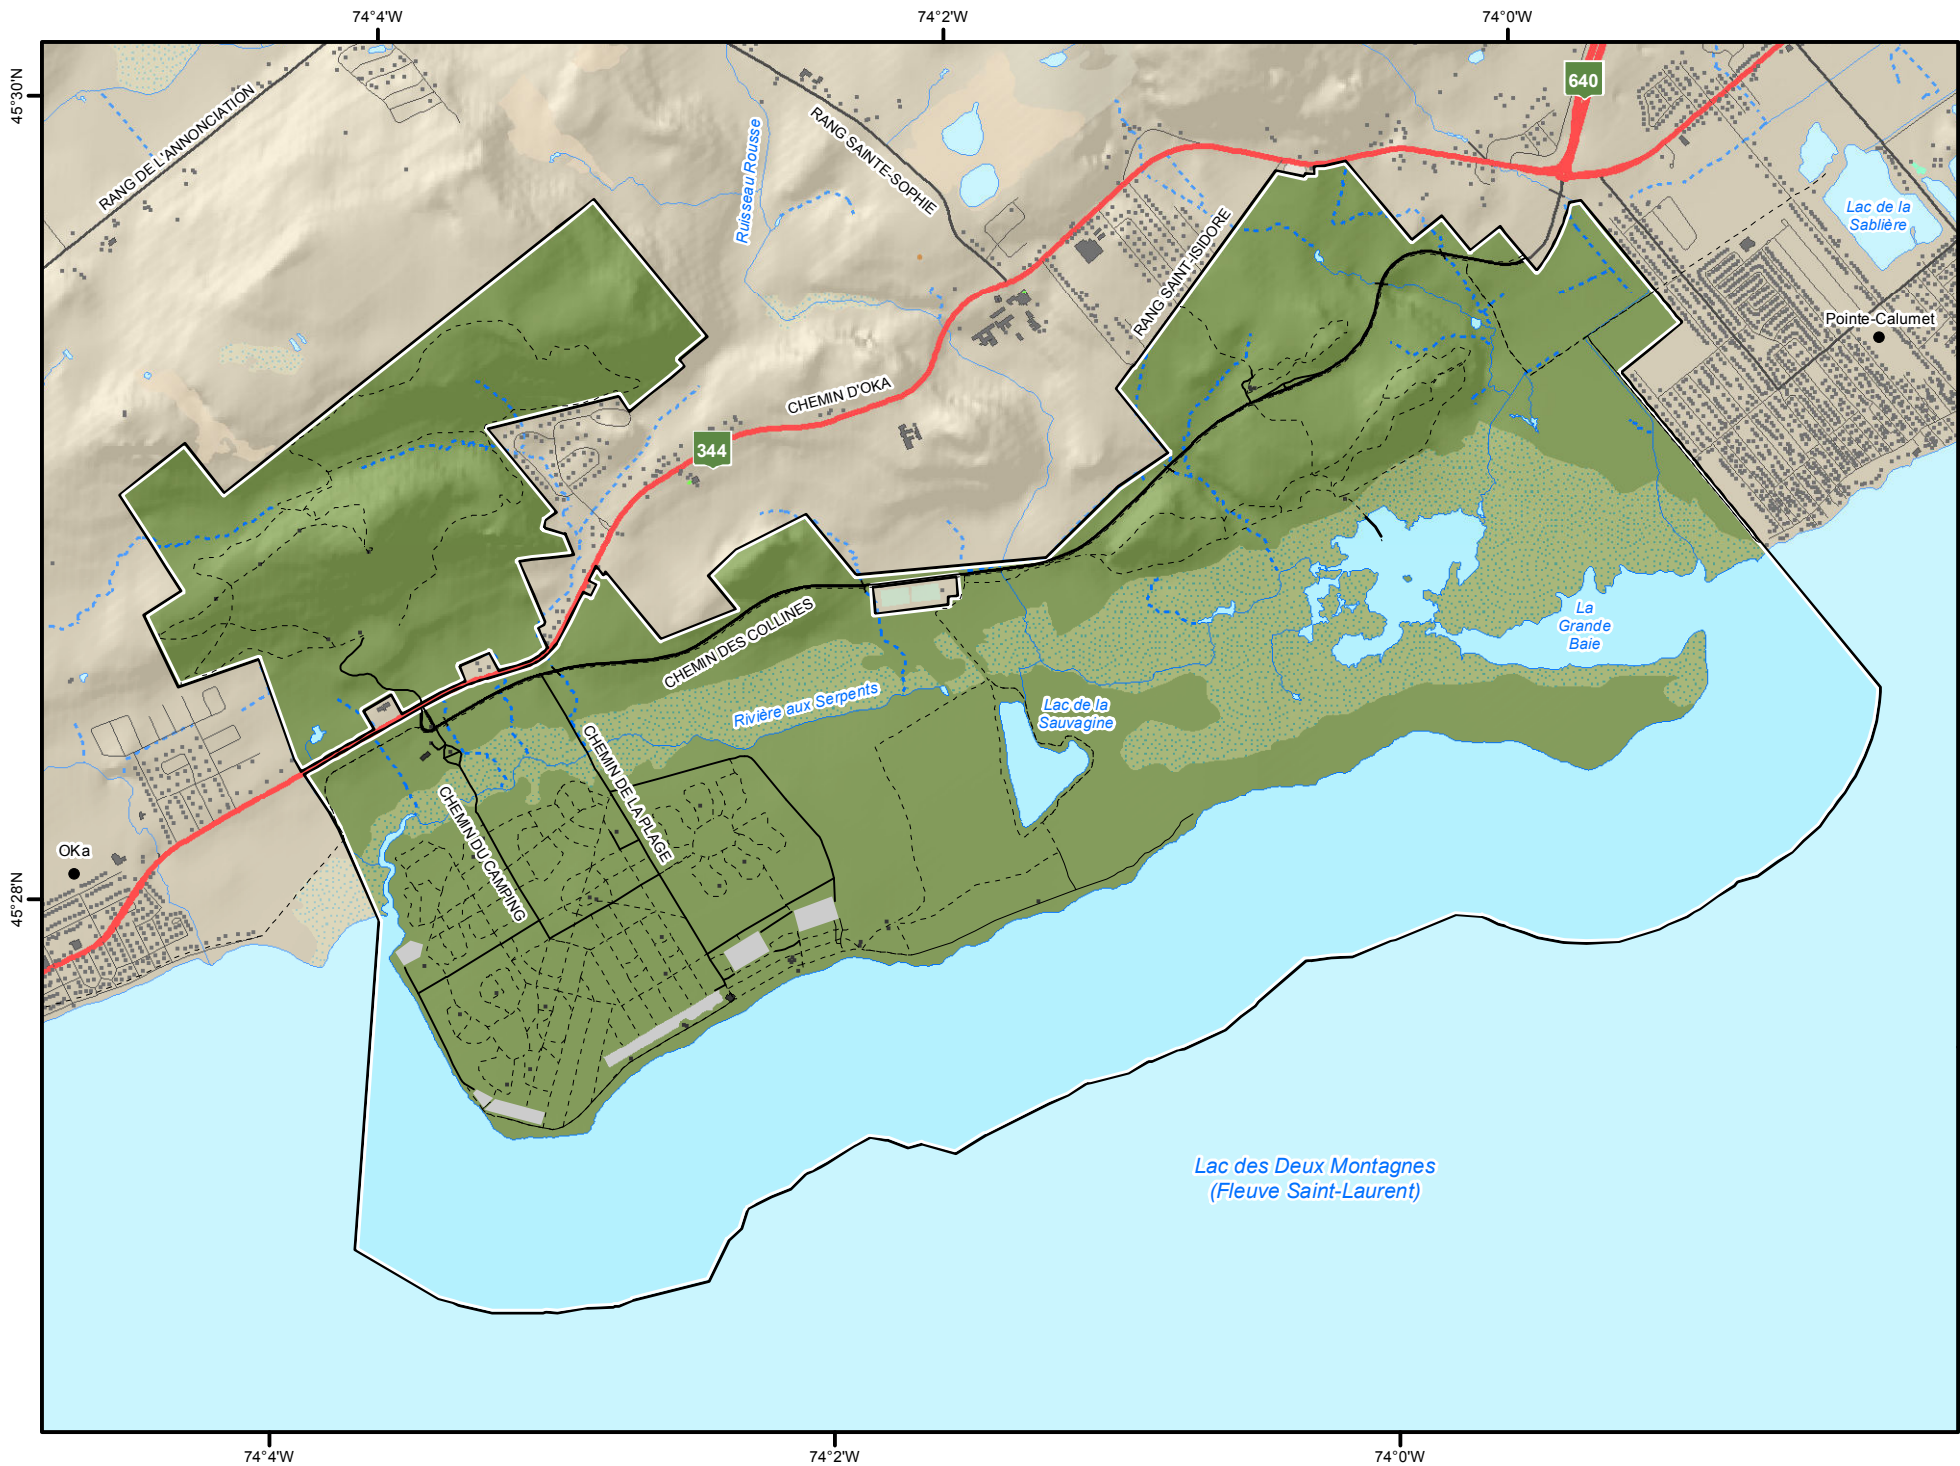 74°4'W
74°2'W
74°0'W
640
45°30'N
RANG DE L'ANNONCIATION
Ruisseau Rousse
RANG SAINTE-SOPHIE
Lac de la
Sablière
RANG SAINT-ISIDORE
Pointe-Calumet
CHEMIN D'OKA
344
CHEMIN DES COLLINES
La
Grande
Baie
Rivière aux Serpents
Lac de la
Sauvagine
CHEMIN DE LA PLAGE
CHEMIN DU CAMPING
OKa
45°28'N
Lac des Deux Montagnes
(Fleuve Saint-Laurent)
74°4'W
74°2'W
74°0'W